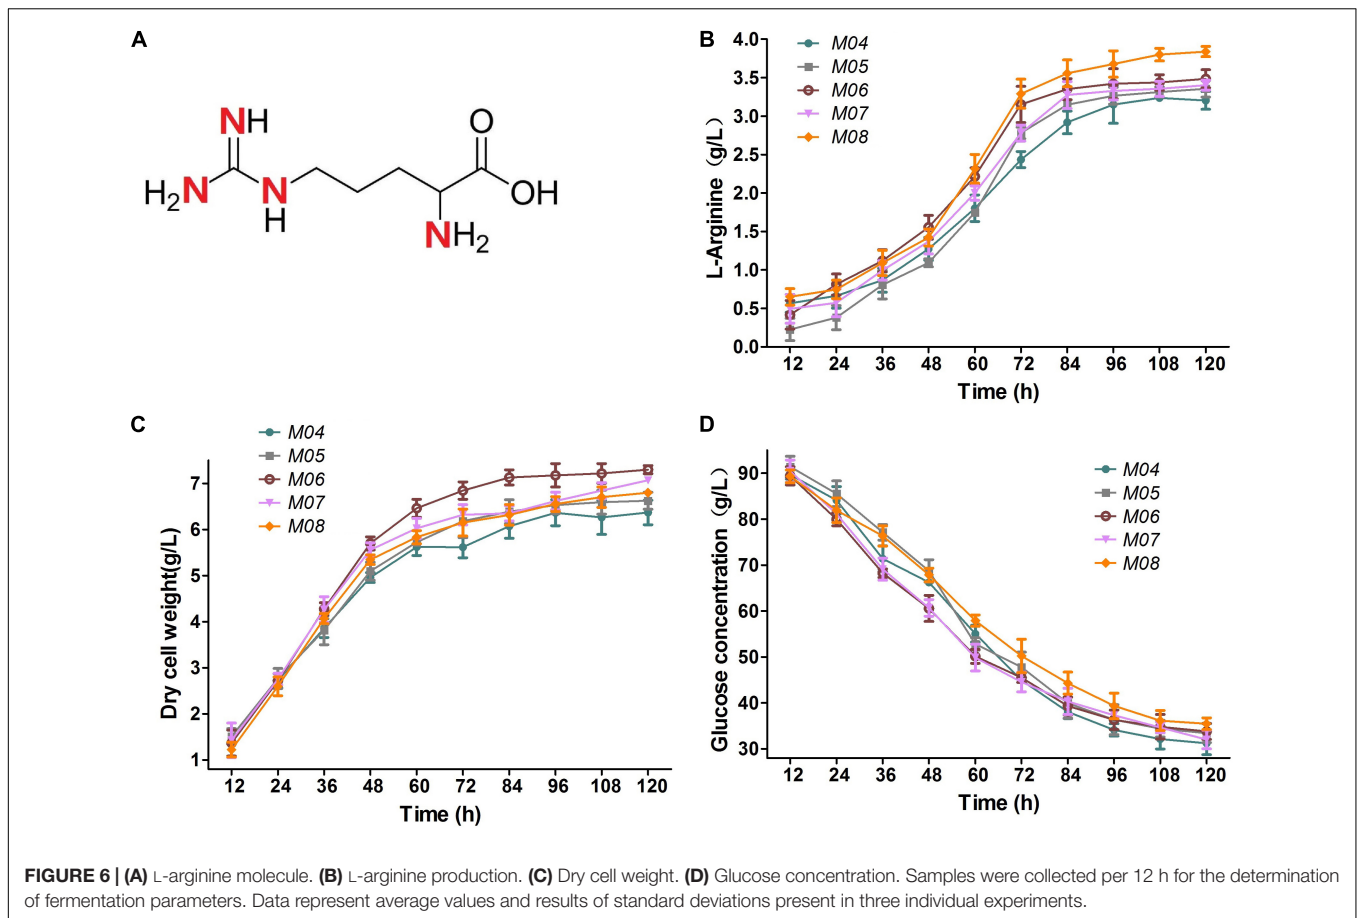 A
NH
H2N
N
H
O
OH
NH2
B
M04
M05
M06
M07
M08
L-Arginine (g/L)
4.0
3.5
3.0
2.5
2.0
1.5
1.0
0.5
0.0
12 24 36 48 60 72 84 96 108 120
Time (h)
C
M04
M05
M06
M07
M08
Dry cell weight(g/L)
7
6
5
4
3
2
1
12 24 36 48 60 72 84 96 108 120
Time (h)
D
M04
M05
M06
M07
M08
Glucose concentration (g/L)
90
80
70
60
50
40
30
12 24 36 48 60 72 84 96 108 120
Time (h)
FIGURE 6 | (A) L-arginine molecule. (B) L-arginine production. (C) Dry cell weight. (D) Glucose concentration. Samples were collected per 12 h for the determination
of fermentation parameters. Data represent average values and results of standard deviations present in three individual experiments.